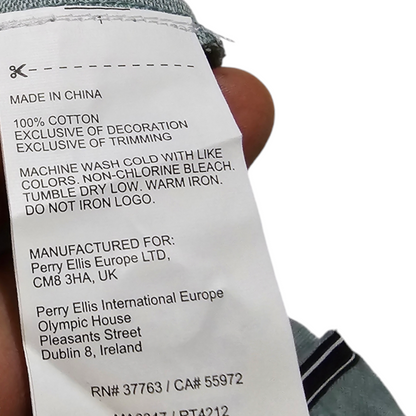 MADE IN CHINA
100% COTTON
EXCLUSIVE OF DECORATION
EXCLUSIVE OF TRIMMING
MACHINE WASH COLD WITH LIKE
COLORS. NON-CHLORINE BLEACH.
TUMBLE DRY LOW. WARM IRON.
DO NOT IRON LOGO.
MANUFACTURED FOR:
Perry Ellis Europe LTD,
CM8 3HA, UK
Perry Ellis International Europe
Olympic House
Pleasants Street
Dublin 8, Ireland
RN# 37763 / CA# 55972